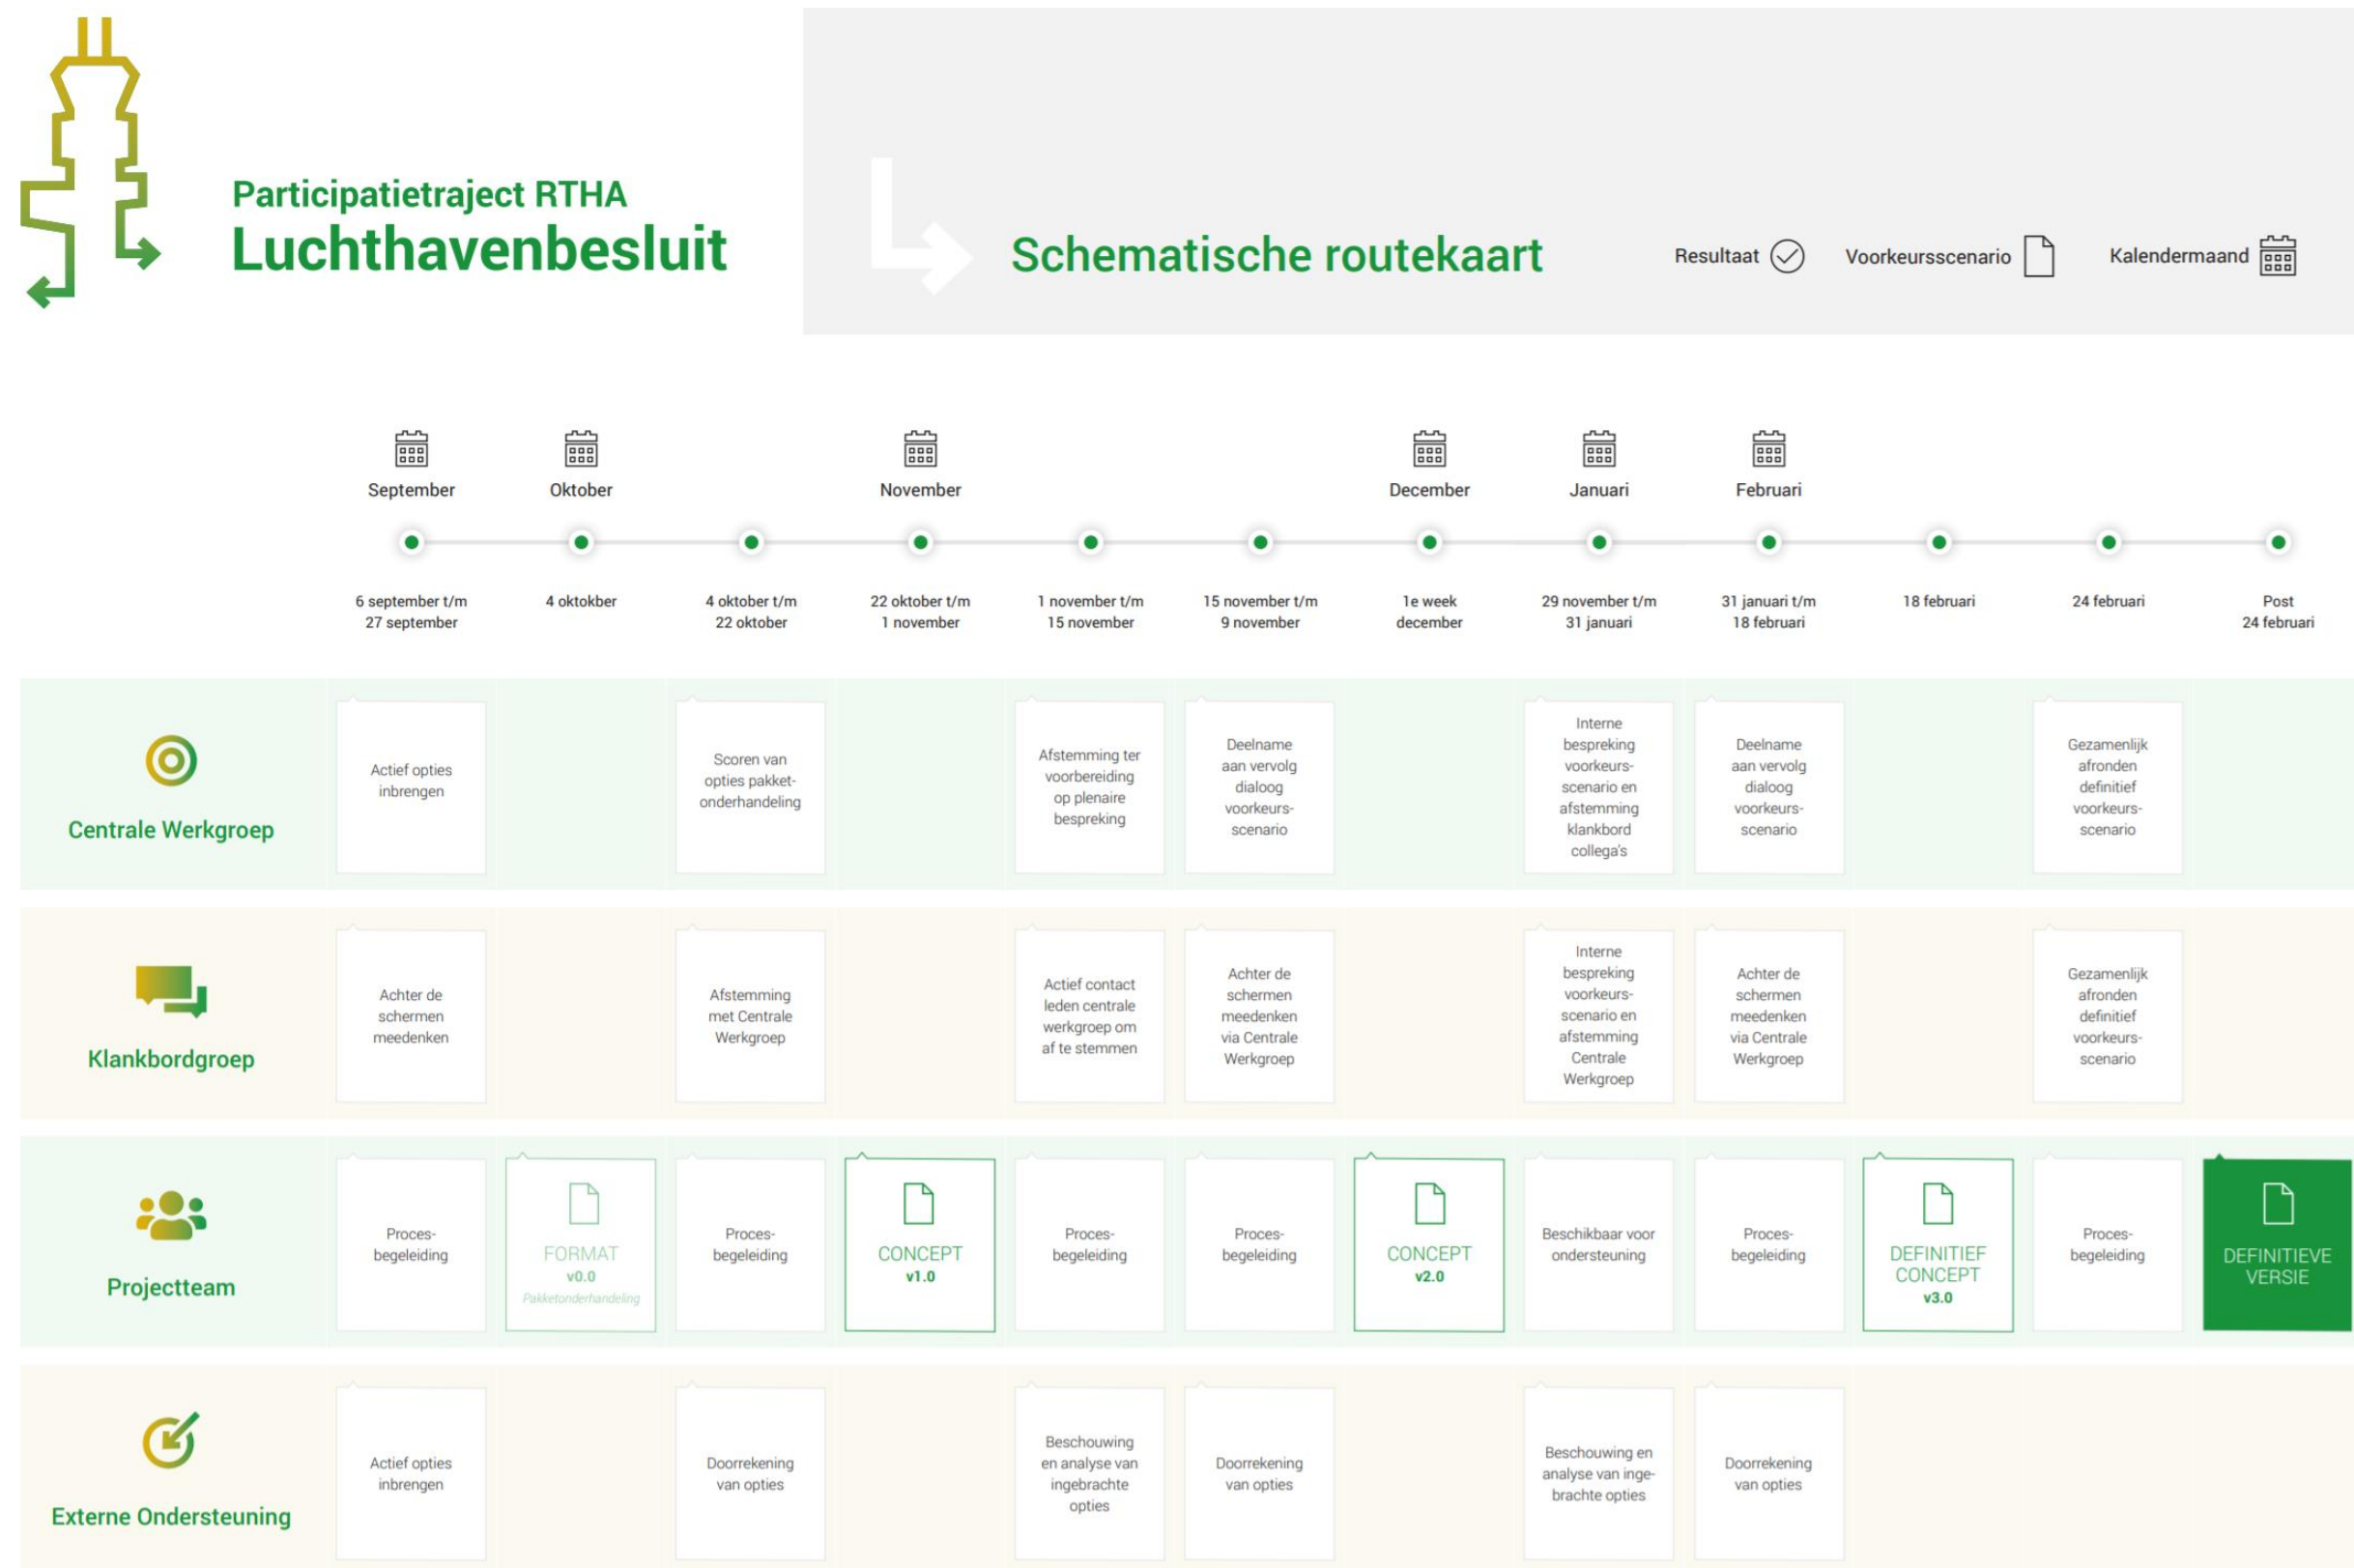 Participatietraject RTHA
Luchthavenbesluit
Schematische routekaart
Resultaat
Voorkeursscenario
Kalendermaand
September
Oktober
November
December
Januari
Februari
6 september t/m
27 september
4 oktokber
4 oktober t/m
22 oktober
22 oktober t/m
1 november
1 november t/m
15 november
15 november t/m
9 november
1e week
december
29 november t/m
31 januari
31 januari t/m
18 februari
18 februari
24 februari
Post
24 februari
Centrale Werkgroep
Actief opties
inbrengen
Scoren van
opties pakket-
onderhandeling
Afstemming ter
voorbereiding
op plenaire
bespreking
Deelname
aan vervolg
dialoog
voorkeurs-
scenario
Interne
bespreking
voorkeurs-
scenario en
afstemming
klankbord
collega's
Deelname
aan vervolg
dialoog
voorkeurs-
scenario
Gezamenlijk
afronden
definitief
voorkeurs-
scenario
Klankbordgroep
Achter de
schermen
meedenken
Afstemming
met Centrale
Werkgroep
Actief contact
leden centrale
werkgroep om
af te stemmen
Achter de
schermen
meedenken
via Centrale
Werkgroep
Interne
bespreking
voorkeurs-
scenario en
afstemming
Centrale
Werkgroep
Achter de
schermen
meedenken
via Centrale
Werkgroep
Gezamenlijk
afronden
definitief
voorkeurs-
scenario
Projectteam
Proces-
begeleiding
FORMAT
v0.0
Pakketonderhandeling
Proces-
begeleiding
CONCEPT
v1.0
Proces-
begeleiding
Proces-
begeleiding
CONCEPT
v2.0
Beschikbaar voor
ondersteuning
Proces-
begeleiding
DEFINITIEF
CONCEPT
v3.0
Proces-
begeleiding
DEFINITIEVE
VERSIE
Externe Ondersteuning
Actief opties
inbrengen
Doorrekening
van opties
Beschouwing
en analyse van
ingebrachte
opties
Doorrekening
van opties
Beschouwing en
analyse van inge-
brachte opties
Doorrekening
van opties